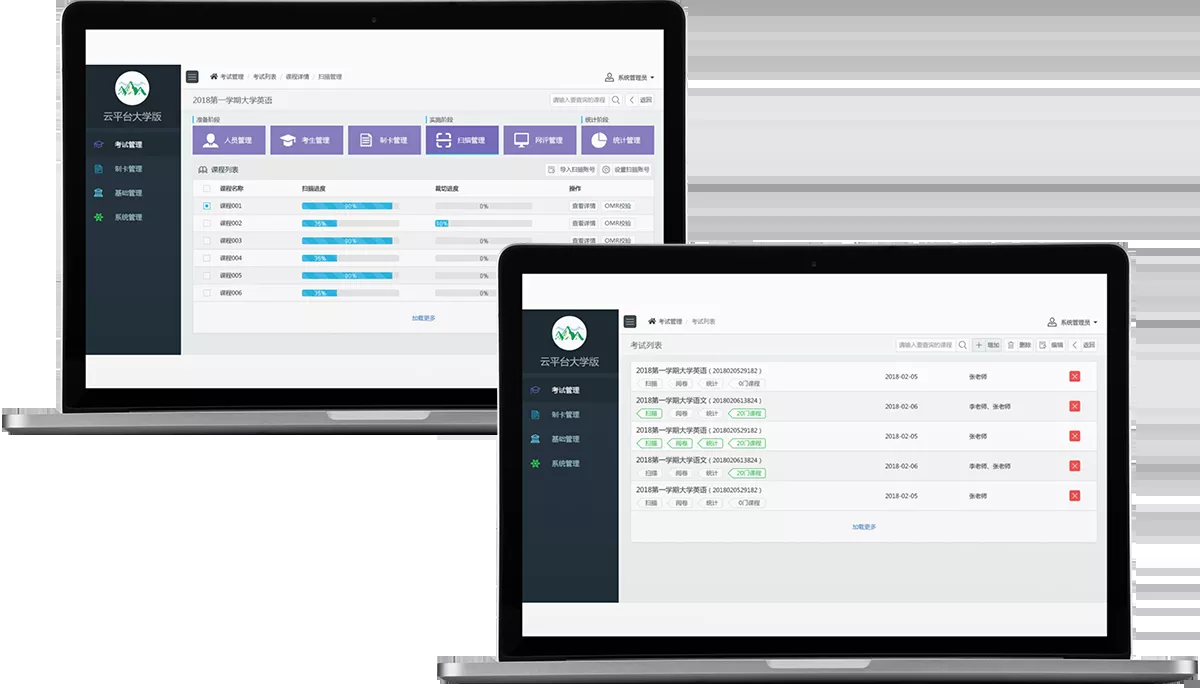 考试管理 / 考试列表 / 课程详情 / 扫描管理
系统管理员
云平台大学版
2018第一学期大学英语
请输入要查询的课程
返回
准备阶段
实施阶段
统计阶段
人员管理
考生管理
制卡管理
扫描管理
网评管理
统计管理
考试管理
制卡管理
基础管理
系统管理
课程列表
导入扫描账号
设置扫描账号
课程名称 扫描进度 裁切进度 操作
课程001 90% 0% 查看详情 OMR校验
课程002 36% 10% 查看详情 OMR校验
课程003 90% 0% 查看详情 OMR校验
课程004 36% 0%
课程005 90% 0%
课程006 36% 0%
加载更多
考试管理 / 考试列表
系统管理员
云平台大学版
考试列表
请输入要查询的课程
增加
删除
编辑
返回
考试管理
制卡管理
基础管理
系统管理
2018第一学期大学英语 ( 2018020529182 ) 2018-02-05 张老师
扫描 阅卷 统计 0门课程
2018第一学期大学语文 ( 2018020613824 ) 2018-02-06 李老师、张老师
扫描 阅卷 统计 20门课程
2018第一学期大学英语 ( 2018020529182 ) 2018-02-05 张老师
扫描 阅卷 统计 20门课程
2018第一学期大学语文 ( 2018020613824 ) 2018-02-06 李老师、张老师
扫描 阅卷 统计 20门课程
2018第一学期大学英语 ( 2018020529182 ) 2018-02-05 张老师
扫描 阅卷 统计 0门课程
加载更多